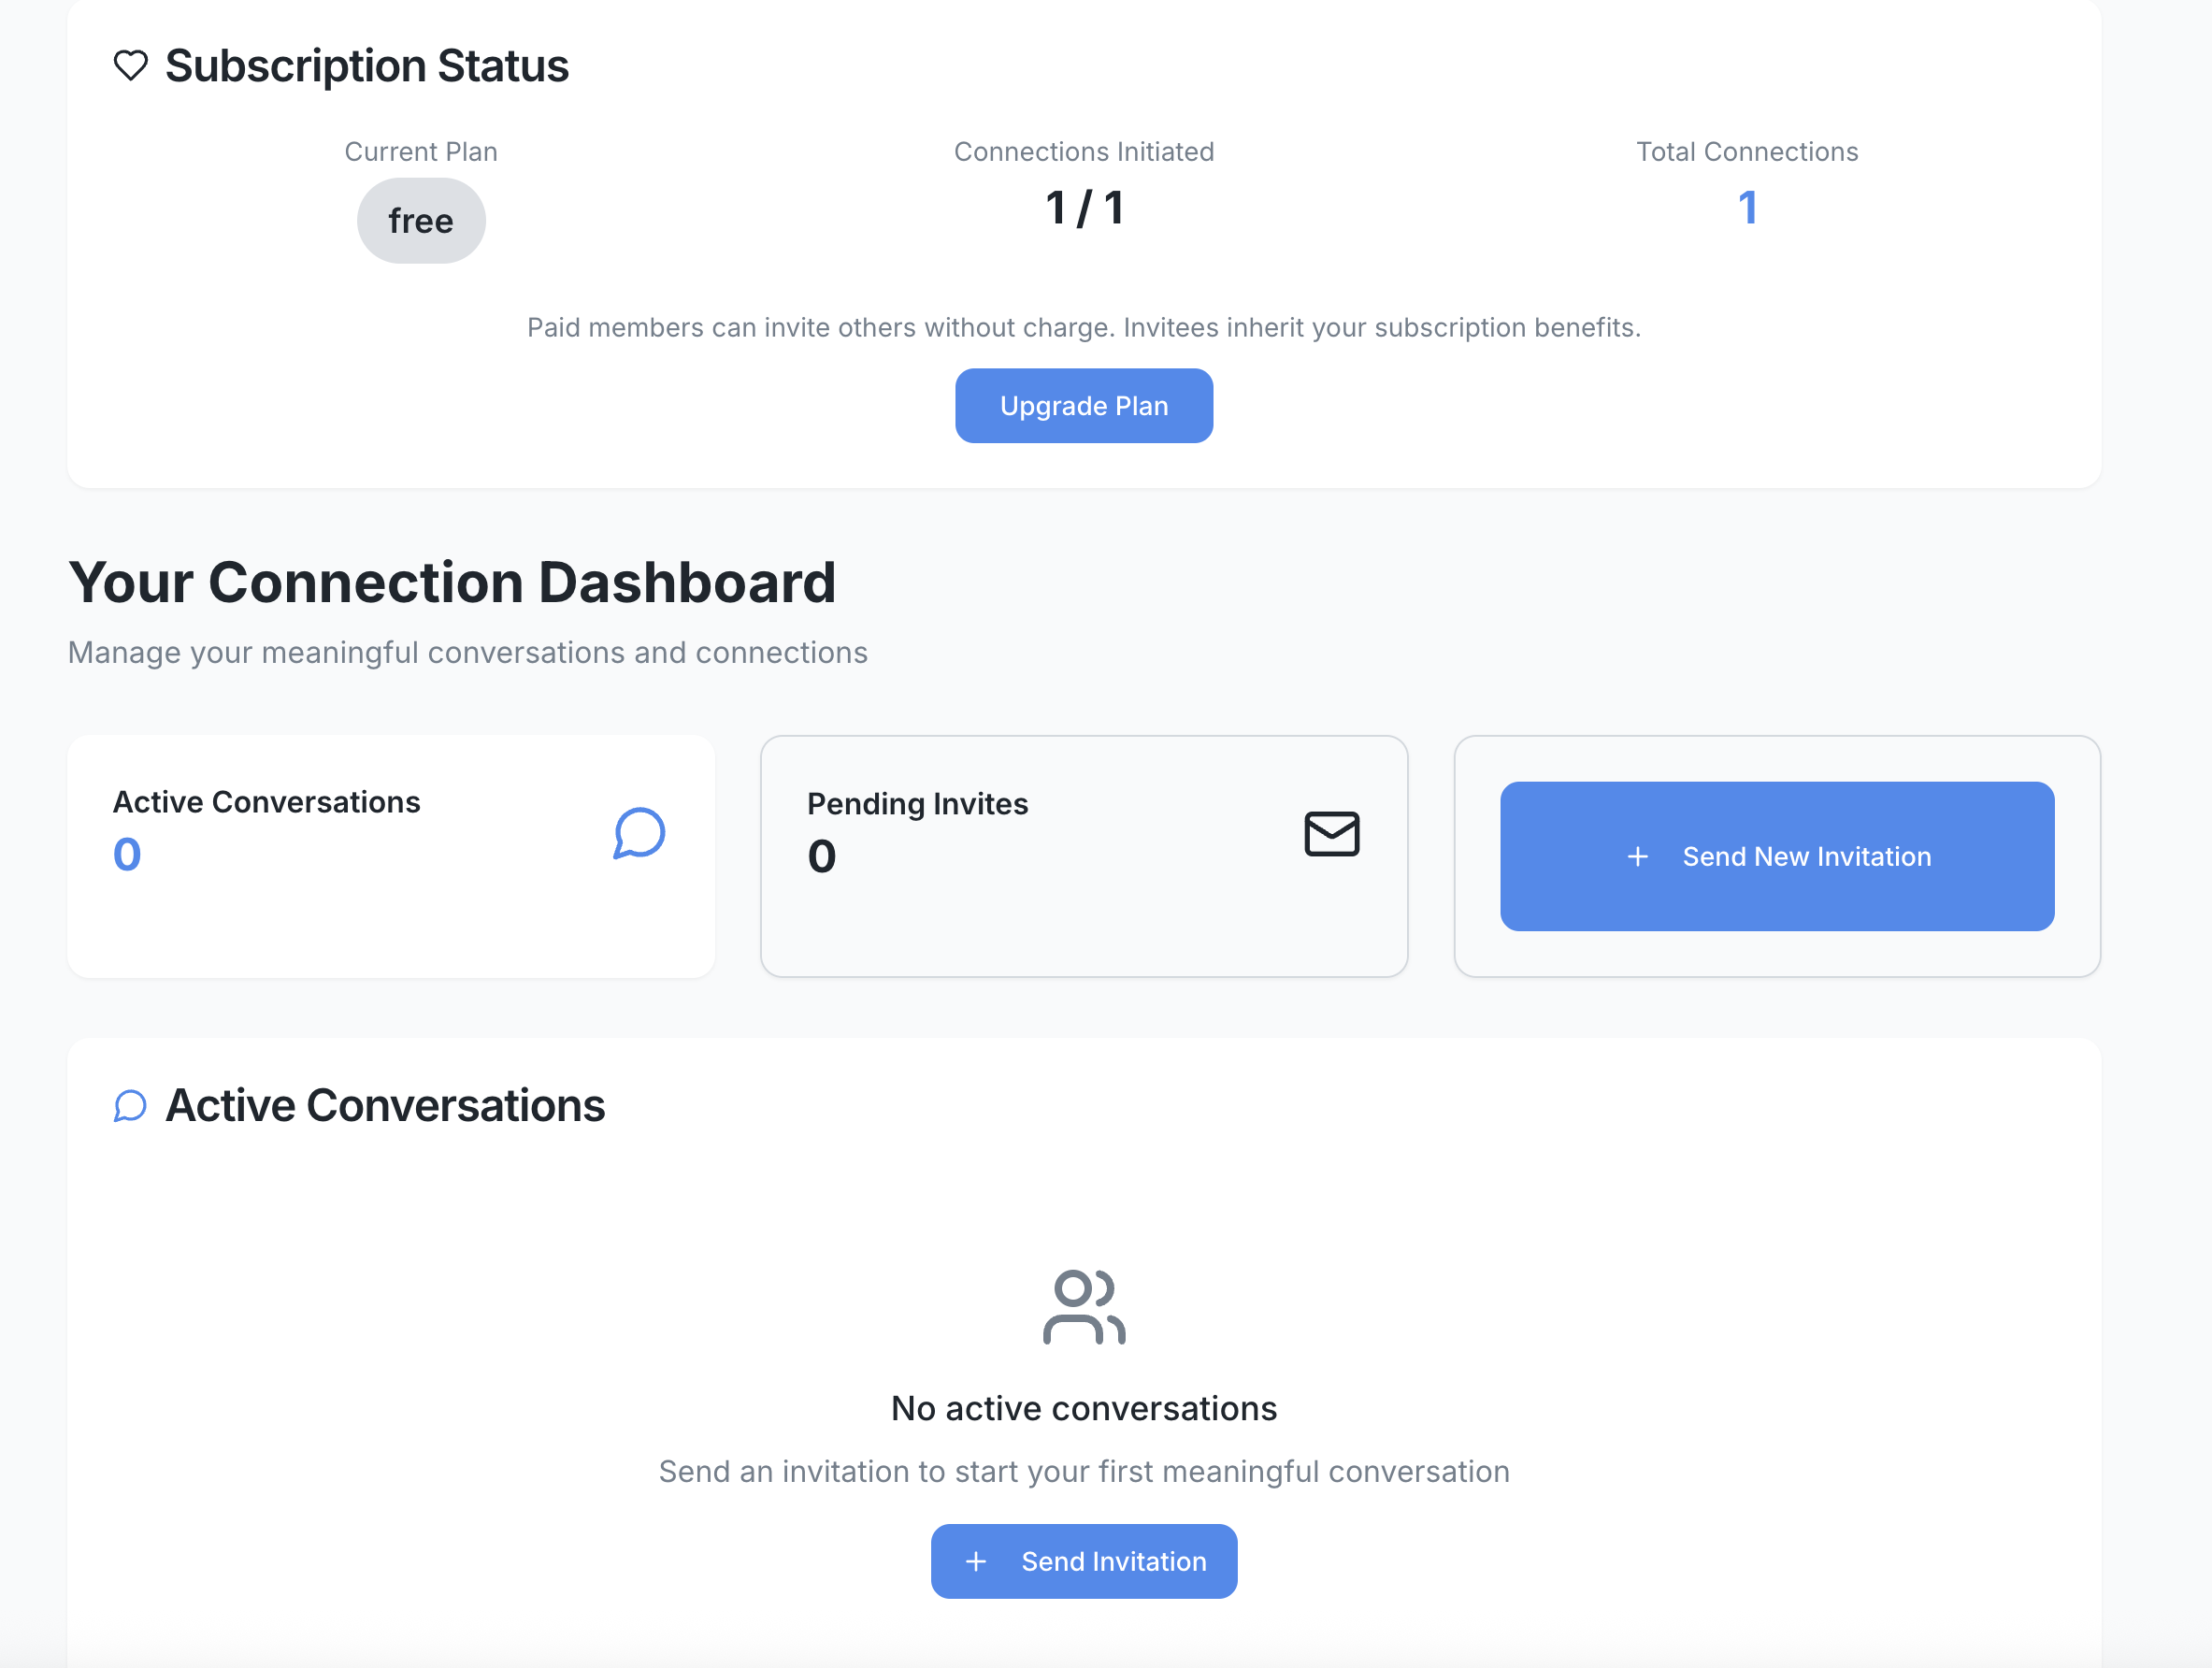 Subscription Status
Current Plan
free
Connections Initiated
1 / 1
Total Connections
1
Paid members can invite others without charge. Invitees inherit your subscription benefits.
Upgrade Plan
Your Connection Dashboard
Manage your meaningful conversations and connections
Active Conversations
0
Pending Invites
0
+ Send New Invitation
Active Conversations
No active conversations
Send an invitation to start your first meaningful conversation
+ Send Invitation